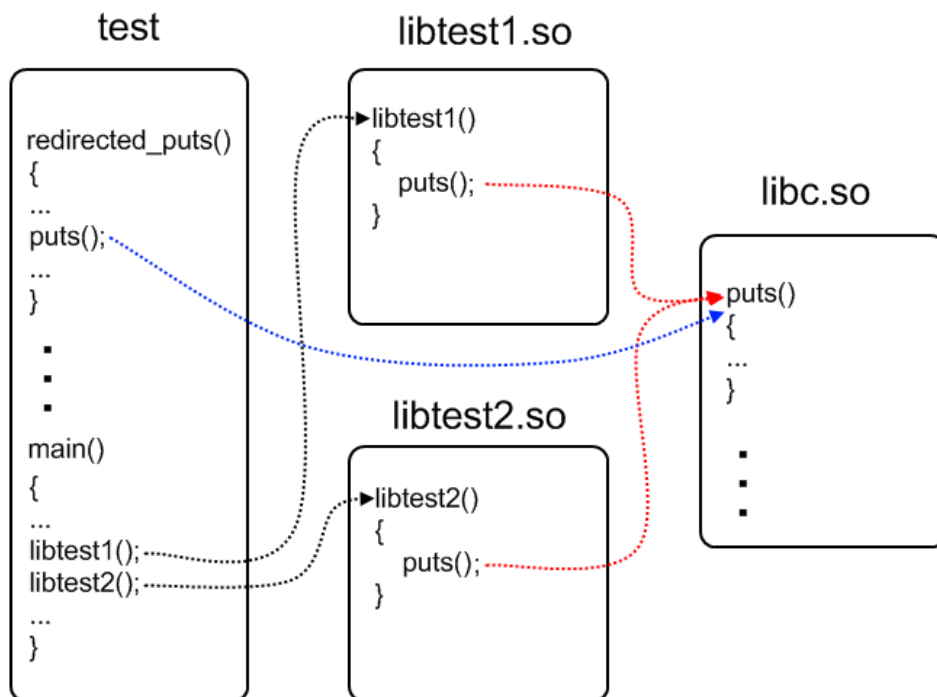 test
redirected_puts()
{
...
puts();
...
}
main()
{
...
libtest1();
libtest2();
...
}
libtest1.so
libtest1()
{
puts();
}
libtest2.so
libtest2()
{
puts();
}
libc.so
puts()
{
...
}